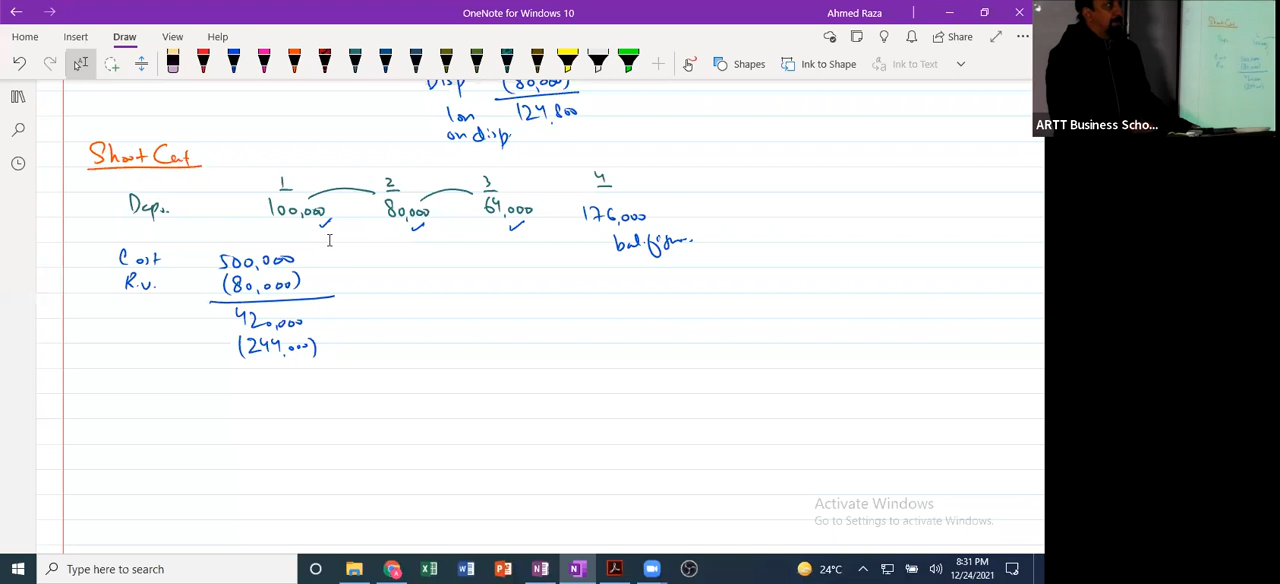 OneNote for Windows 10
Ahmed Raza
Home Insert Draw View Help
Share
Shapes
Ink to Shape
Ink to Text
ARTT Business Scho...
Disp (80,000)
Loss 124,800
on disp.
Short Cut
1 2 3 4
Dep. 100,000 80,000 64,000 176,000
bal. figure.
Cost 500,000
R.v. (80,000)
420,000
(244,000)
Activate Windows
Go to Settings to activate Windows.
Type here to search
24°C
8:31 PM
12/24/2021